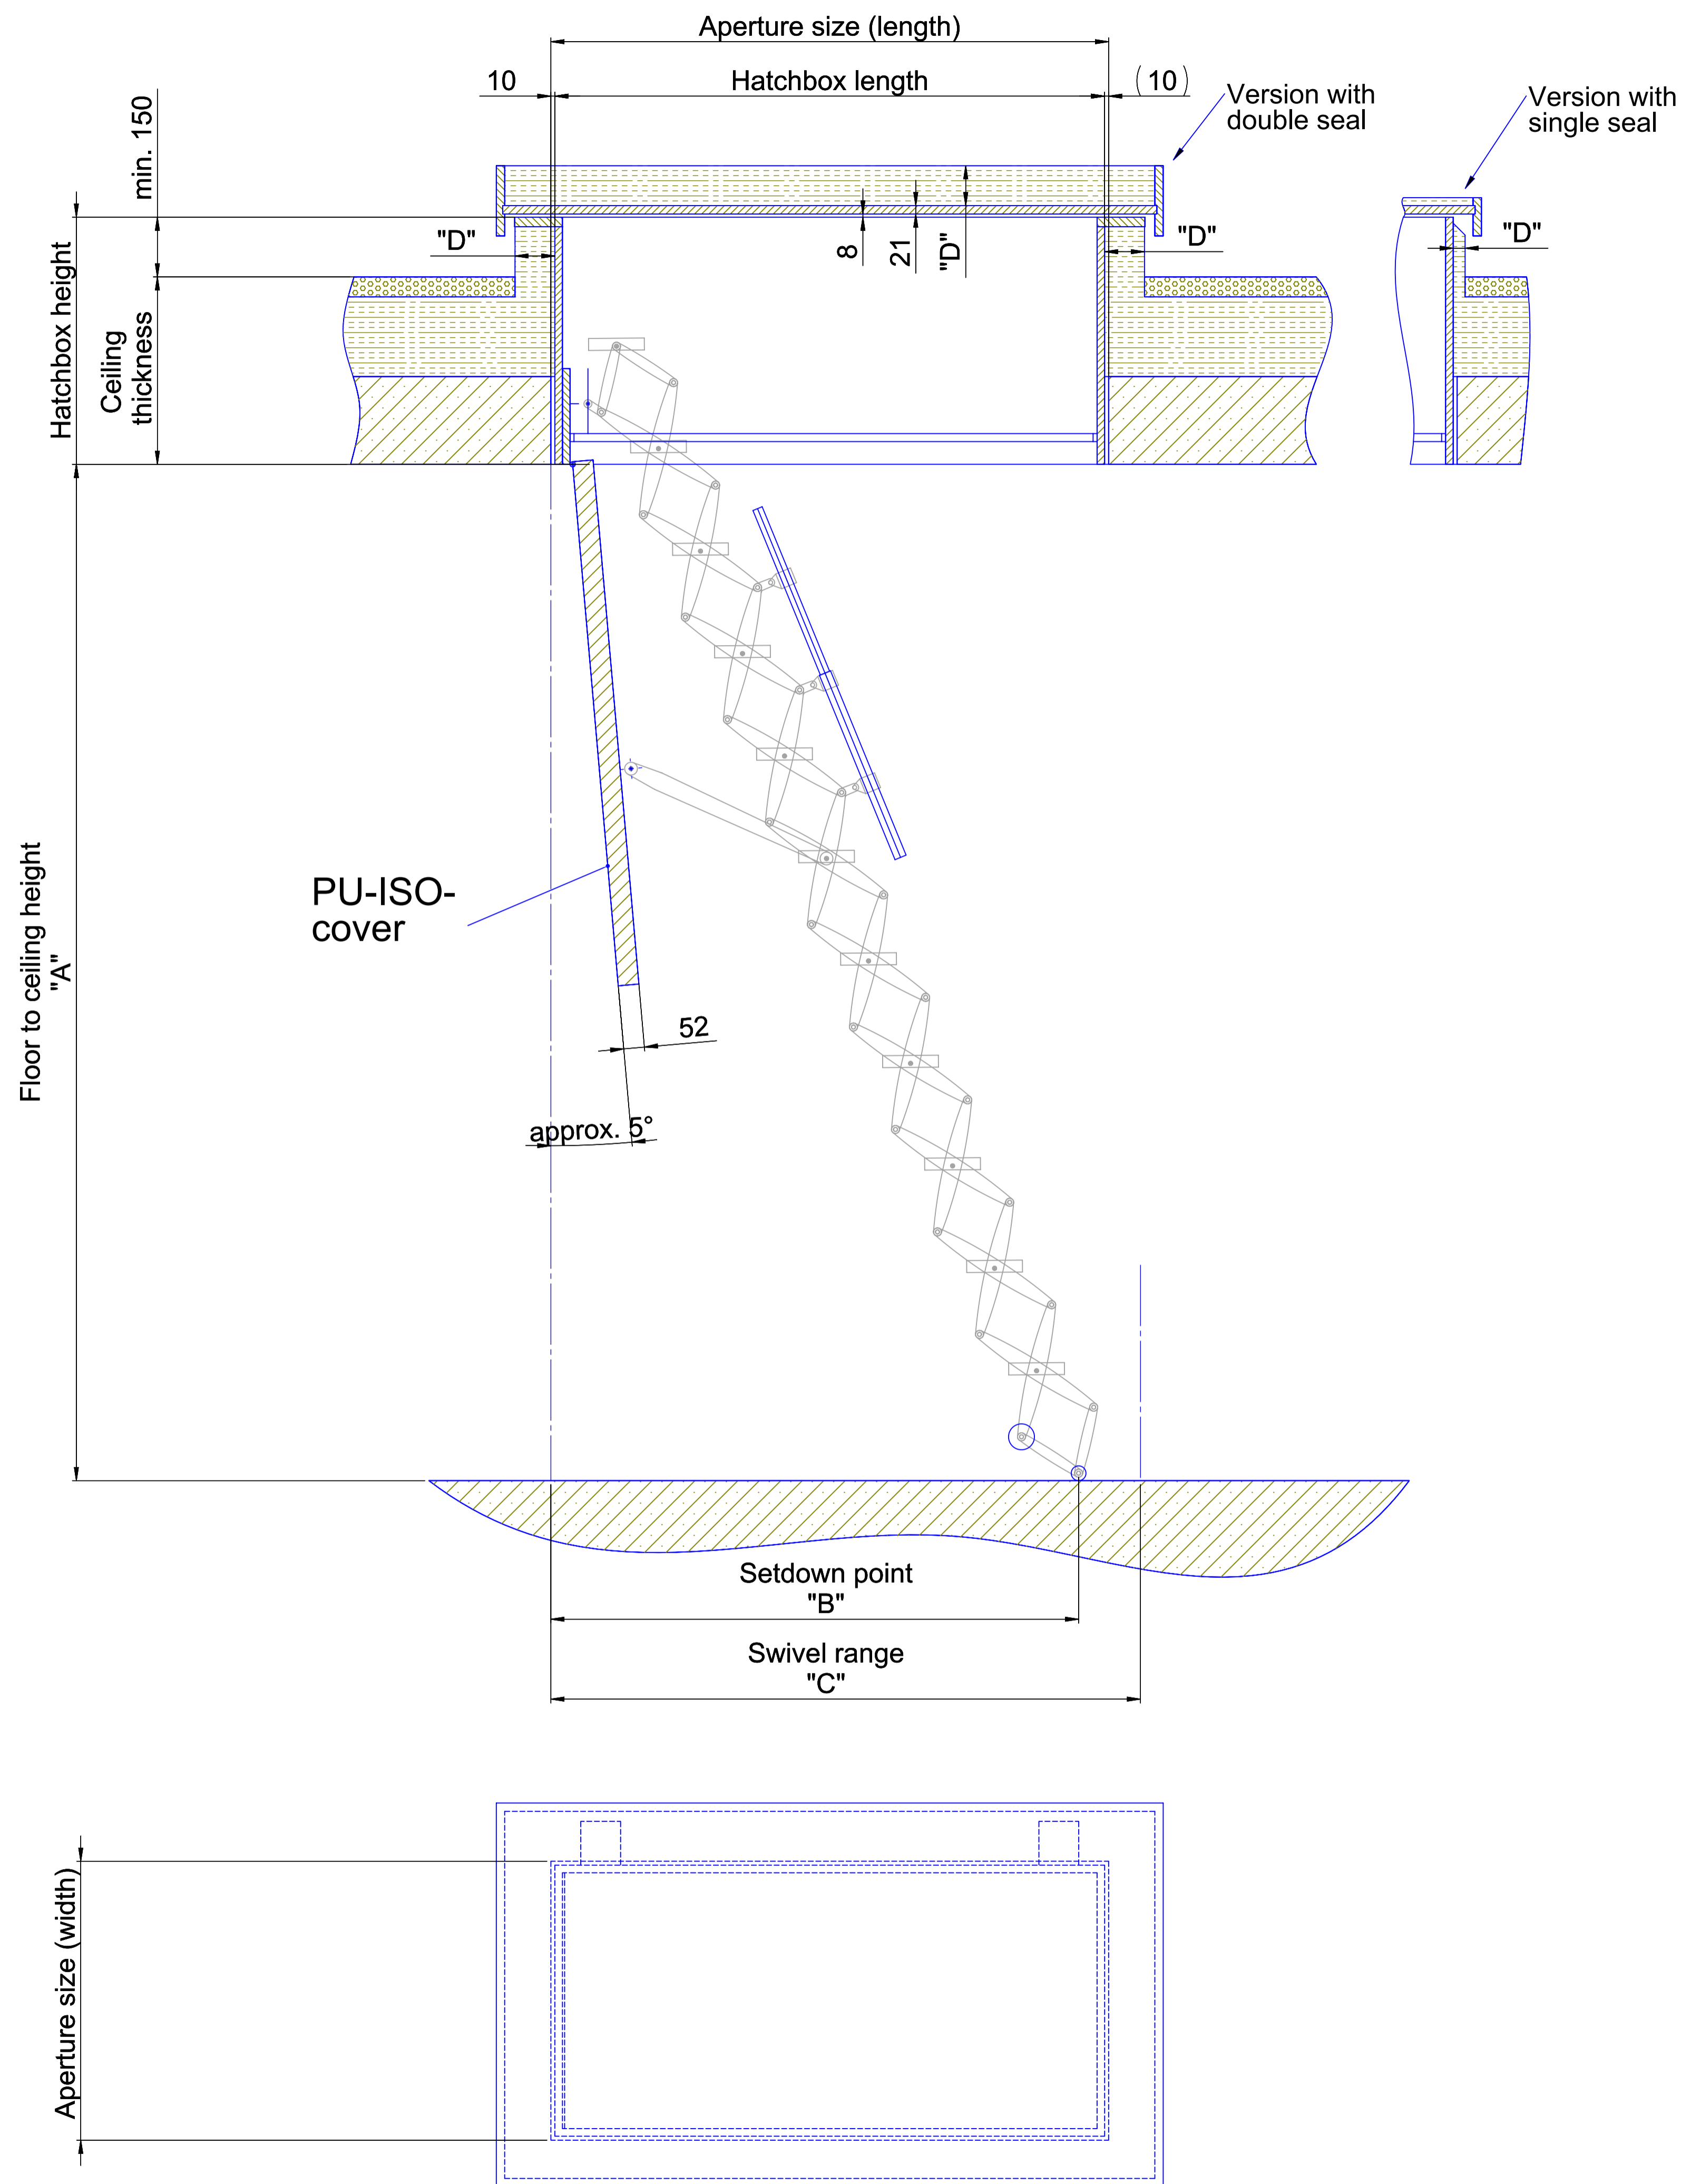 Aperture size (length)
10
Hatchbox length
(10)
Version with
double seal
Version with
single seal
min. 150
Hatchbox height
Ceiling
thickness
"D"
8
21
"D"
"D"
"D"
Floor to ceiling height
"A"
PU-ISO-
cover
52
approx. 5°
Setdown point
"B"
Swivel range
"C"
Aperture size (width)